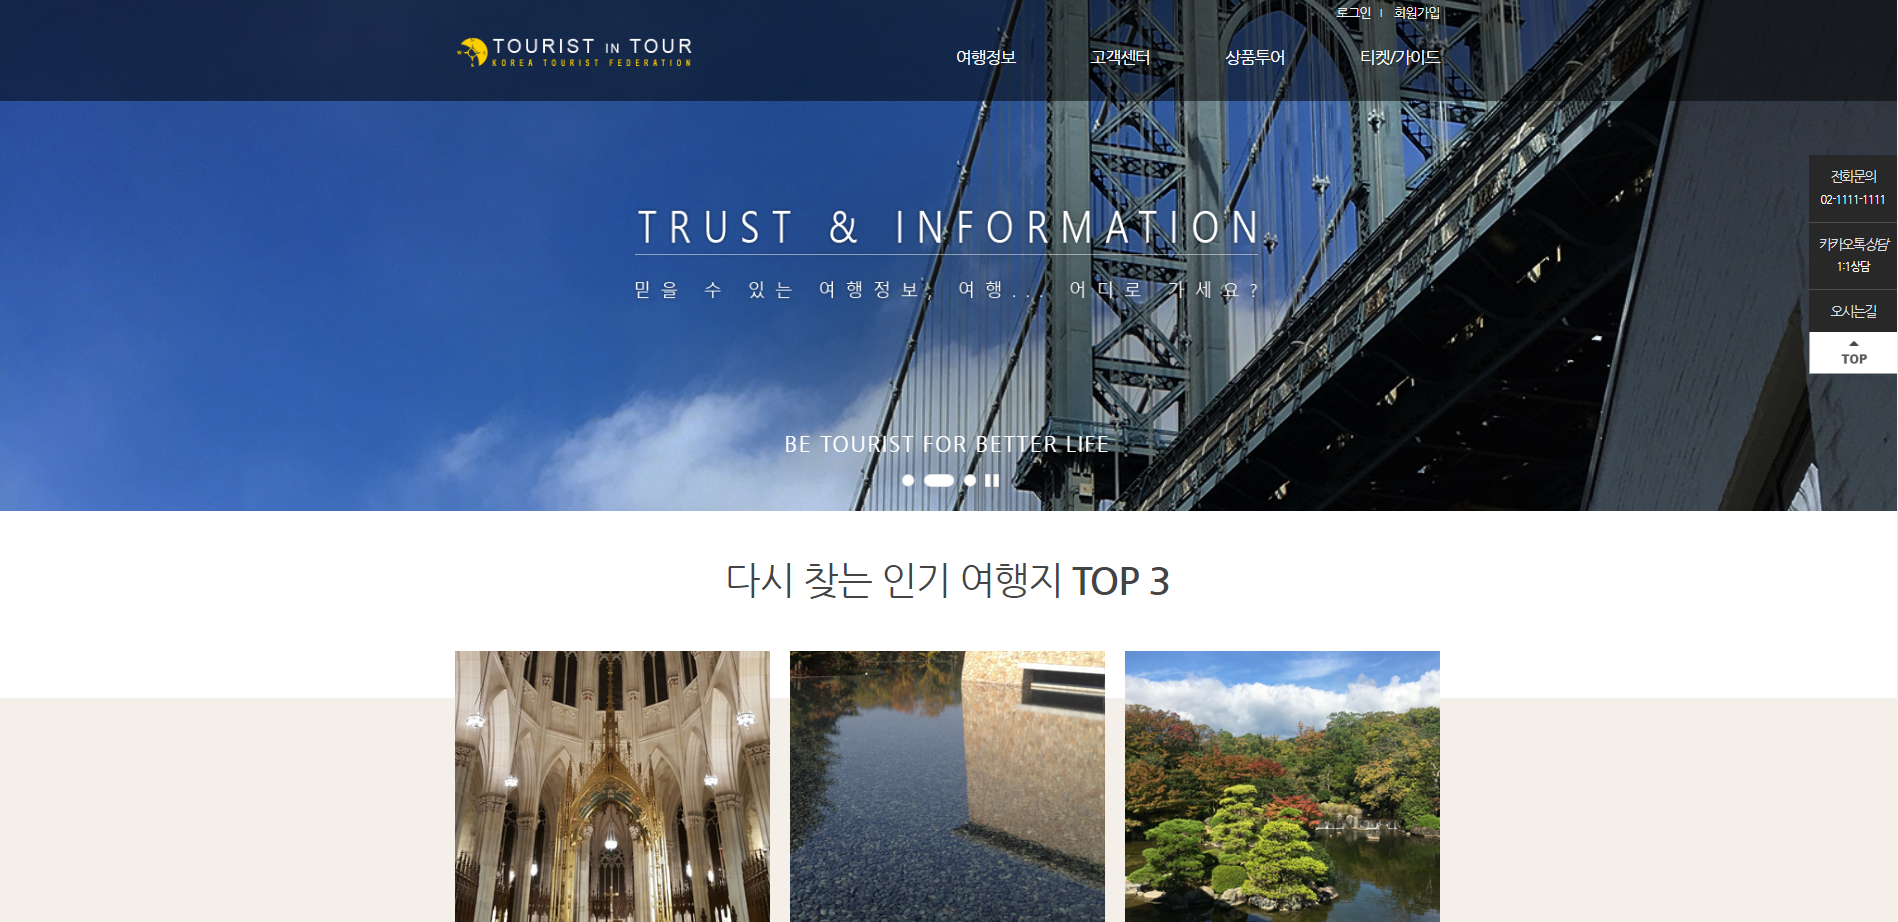 로그인 | 회원가입
TOURIST IN TOUR
KOREA TOURIST FEDERATION
여행정보 고객센터 상품투어 티켓/가이드
전화문의
02-1111-1111
카카오톡상담
1:1상담
오시는길
TOP
TRUST & INFORMATION
믿을 수 있는 여행정보, 여행... 어디로 가세요?
BE TOURIST FOR BETTER LIFE
다시 찾는 인기 여행지 TOP 3